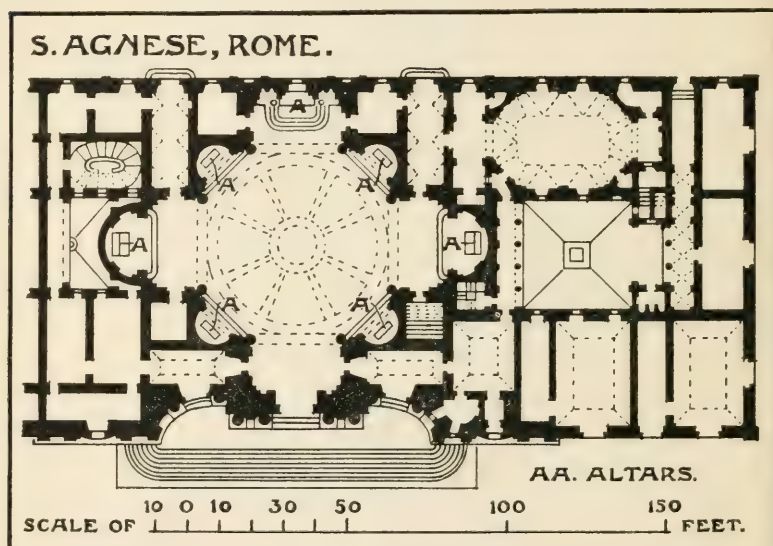 S. AGNESE, ROME.
A
A A
A A
A A
AA. ALTARS.
10 0 10 30 50 100 150
SCALE OF FEET.